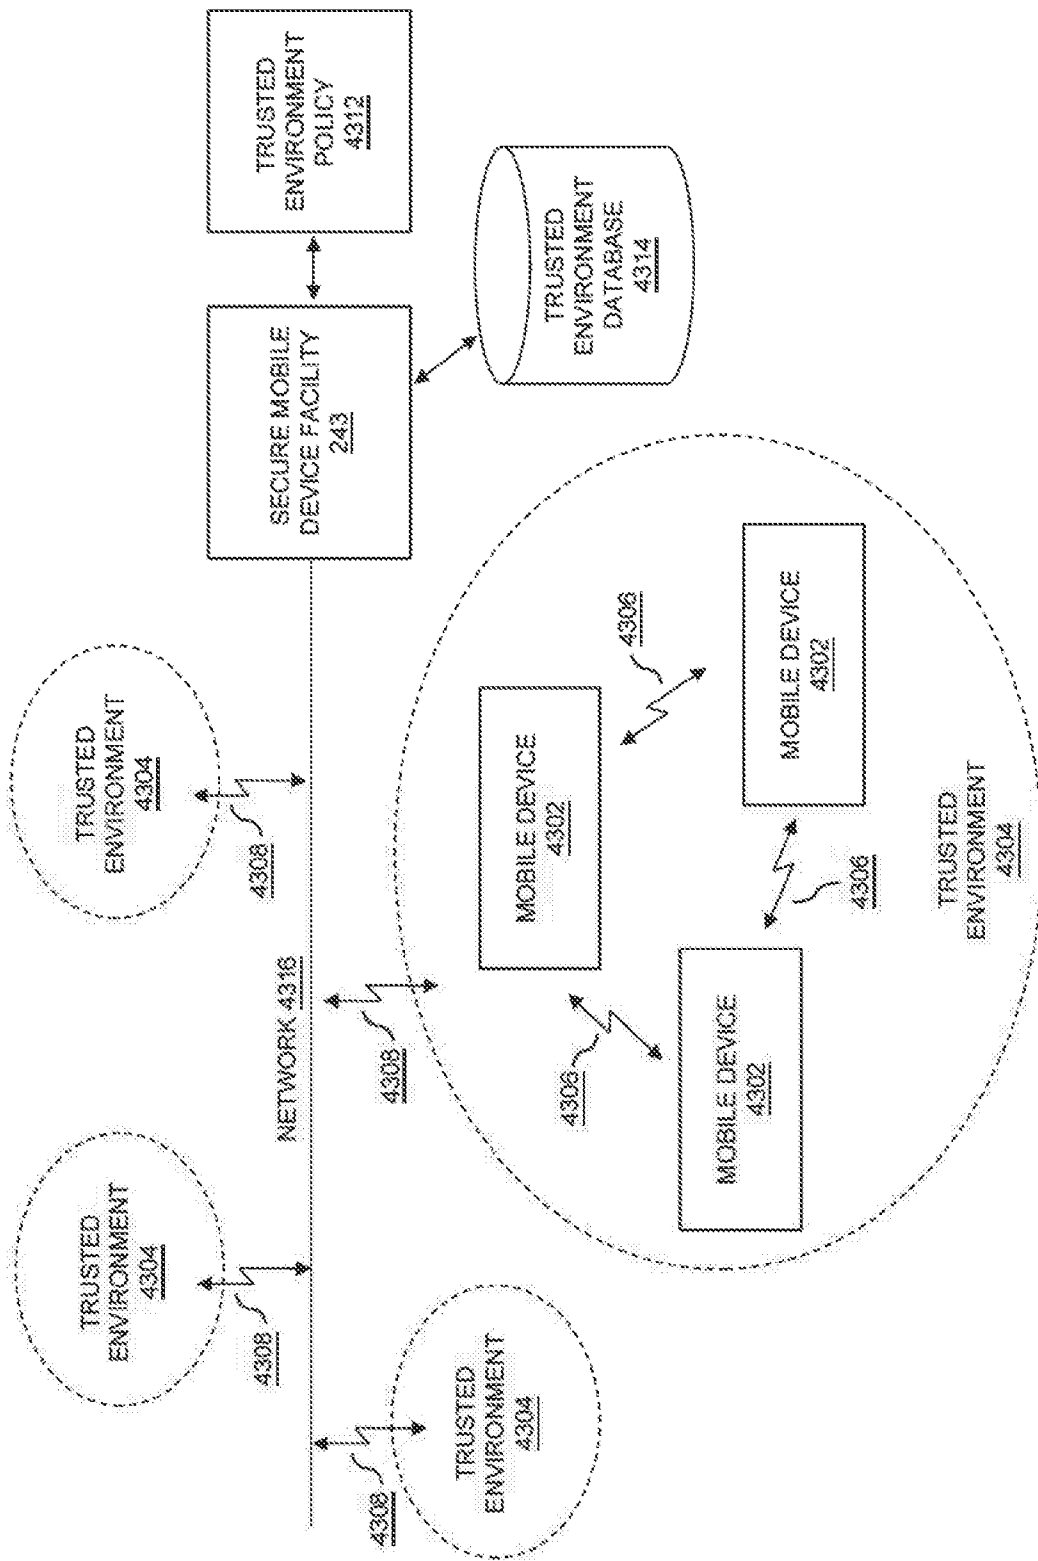 TRUSTED
ENVIRONMENT
4304
4308
TRUSTED
ENVIRONMENT
4304
4308
TRUSTED
ENVIRONMENT
4304
4308
NETWORK 4316
4308
SECURE MOBILE
DEVICE FACILITY
243
TRUSTED
ENVIRONMENT
POLICY
4312
TRUSTED
ENVIRONMENT
DATABASE
4314
MOBILE DEVICE
4302
4306
MOBILE DEVICE
4302
4306
MOBILE DEVICE
4302
4306
TRUSTED
ENVIRONMENT
4304